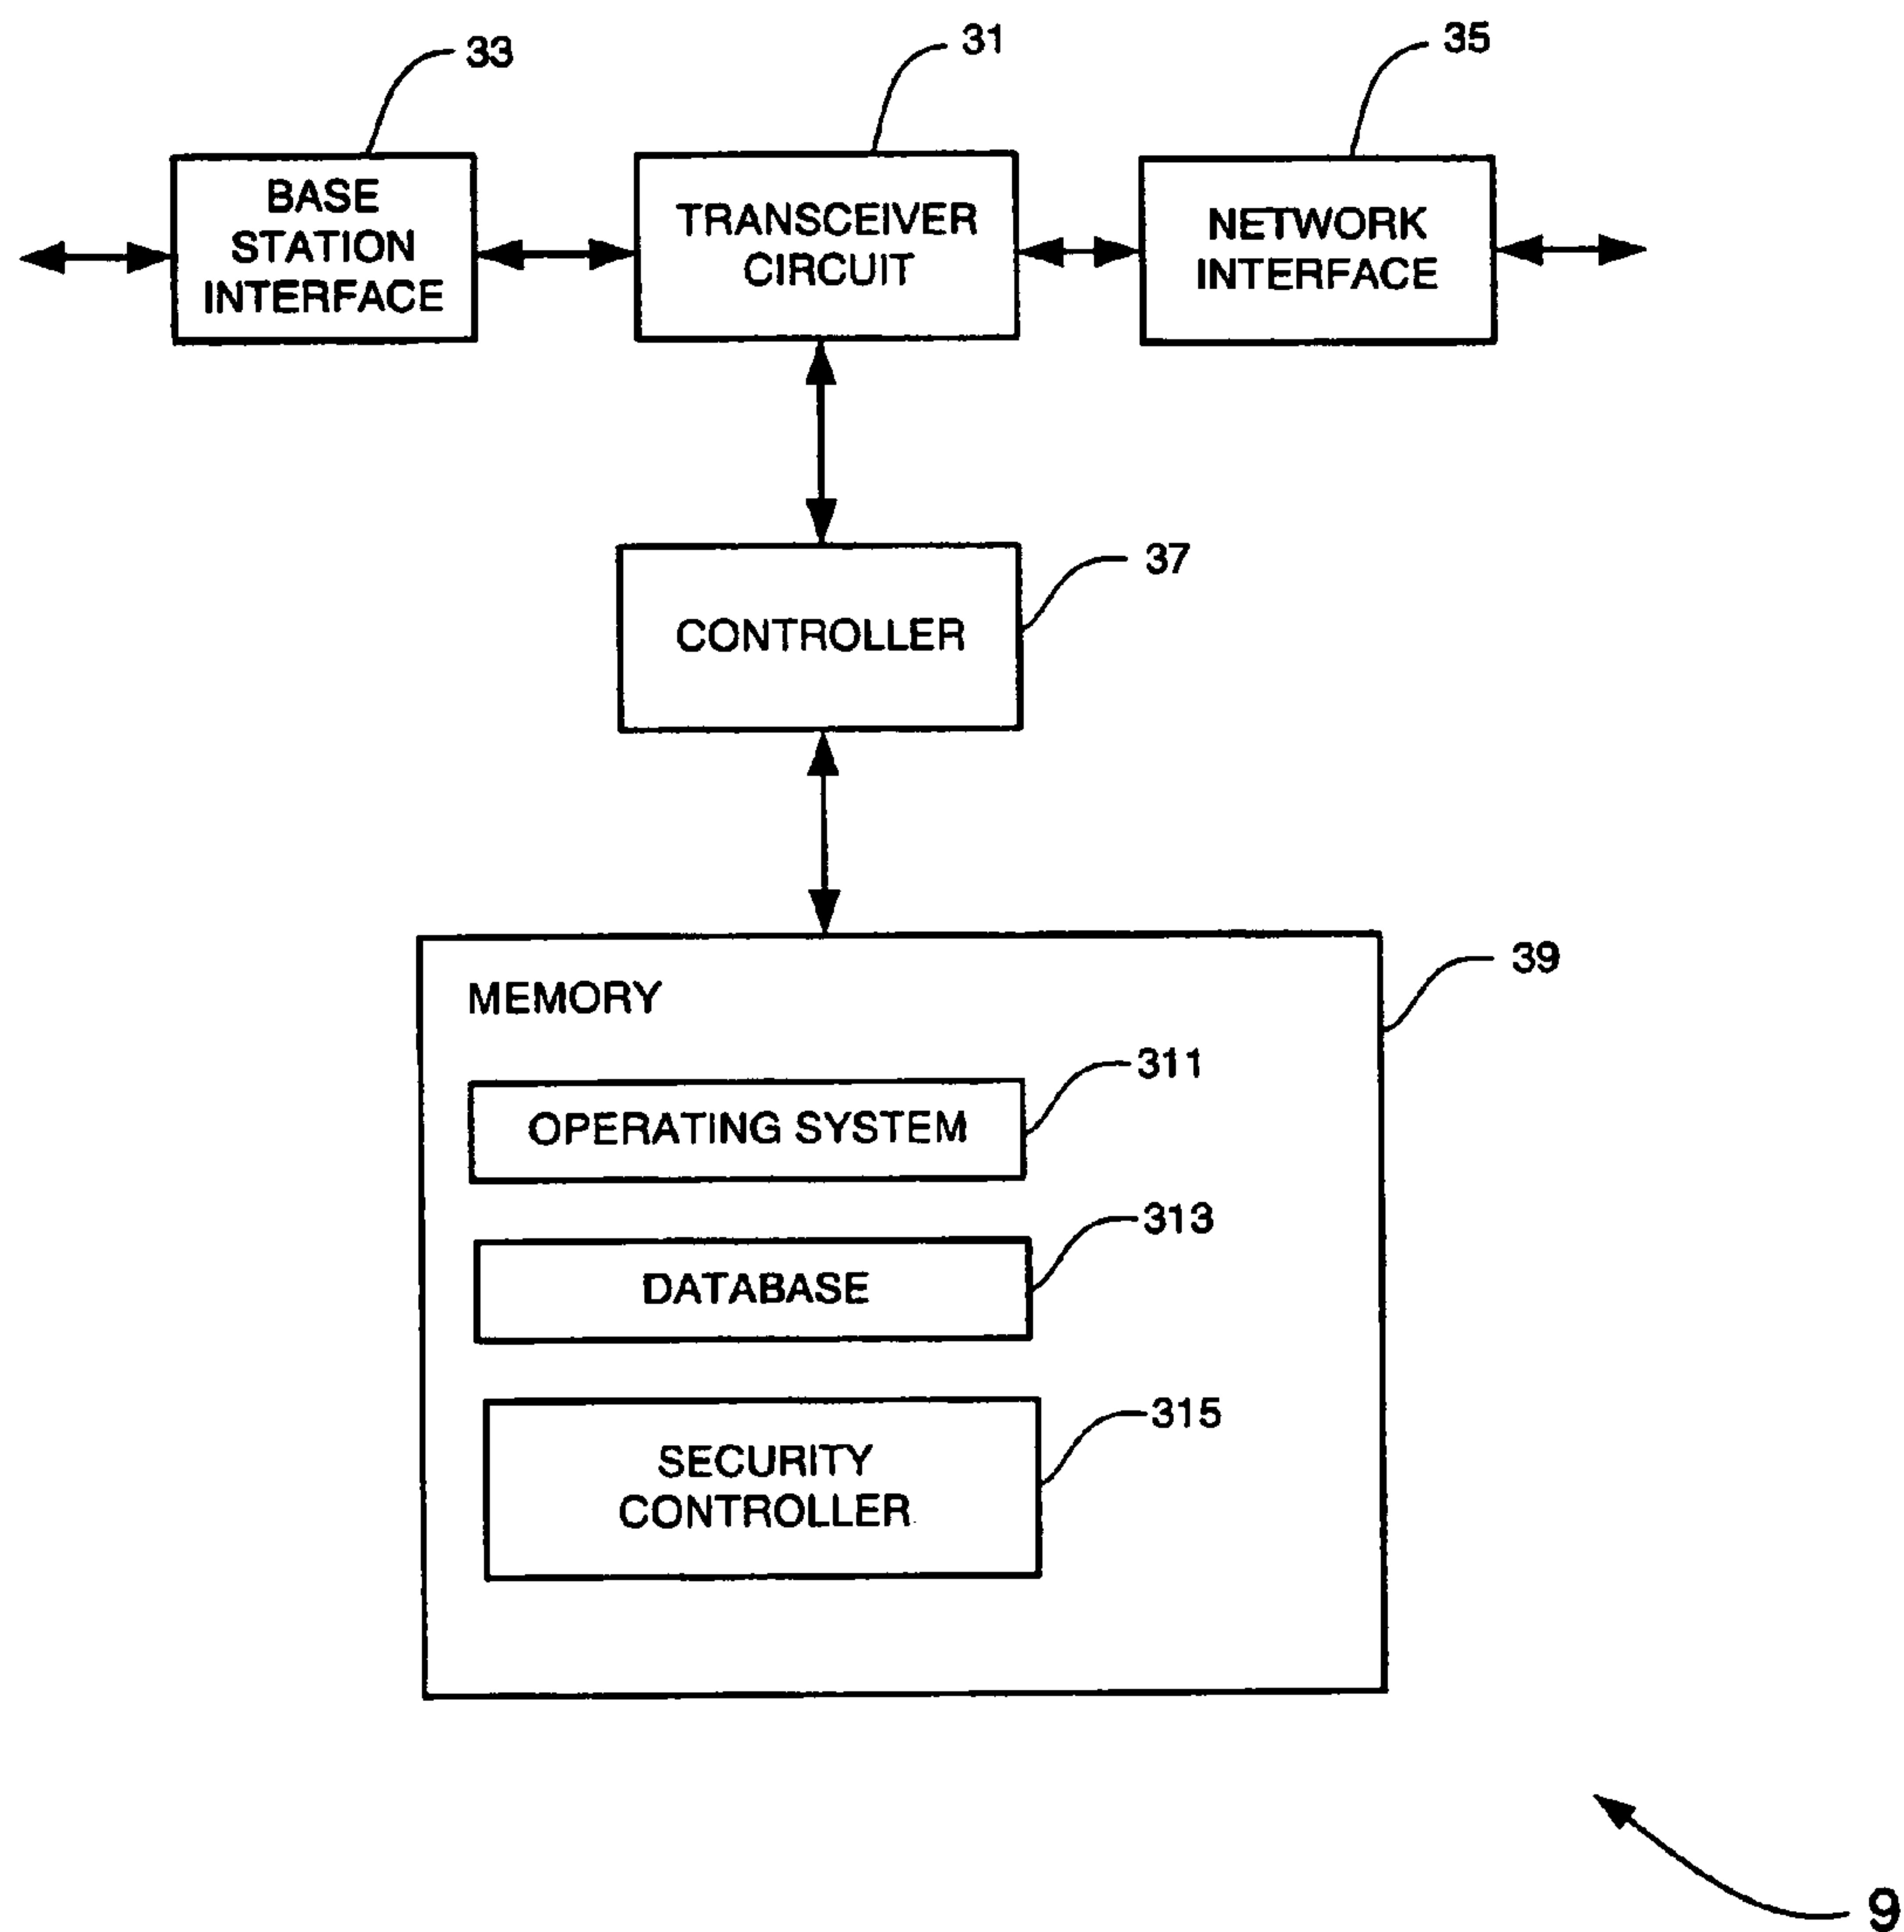 33
31
35
BASE
STATION
INTERFACE
TRANSCEIVER
CIRCUIT
NETWORK
INTERFACE
37
CONTROLLER
39
MEMORY
311
OPERATING SYSTEM
313
DATABASE
315
SECURITY
CONTROLLER
9